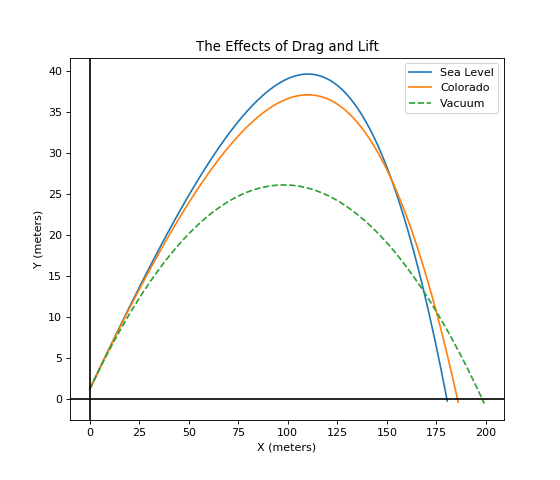 The Effects of Drag and Lift
Sea Level
Colorado
Vacuum
Y (meters)
40
35
30
25
20
15
10
5
0
0 25 50 75 100 125 150 175 200
X (meters)